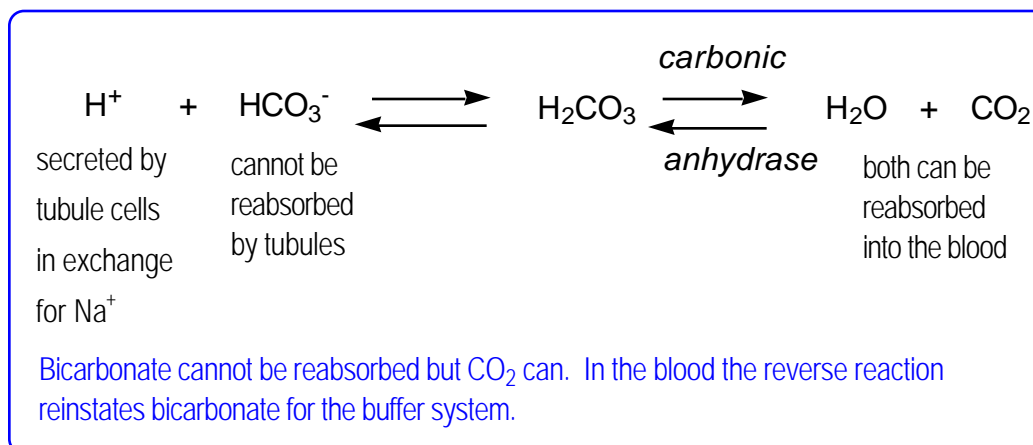 carbonic
H⁺ + HCO₃⁻ H₂CO₃ H₂O + CO₂
anhydrase
secreted by
tubule cells
in exchange
for Na⁺
cannot be
reabsorbed
by tubules
both can be
reabsorbed
into the blood
Bicarbonate cannot be reabsorbed but CO₂ can. In the blood the reverse reaction
reinstates bicarbonate for the buffer system.